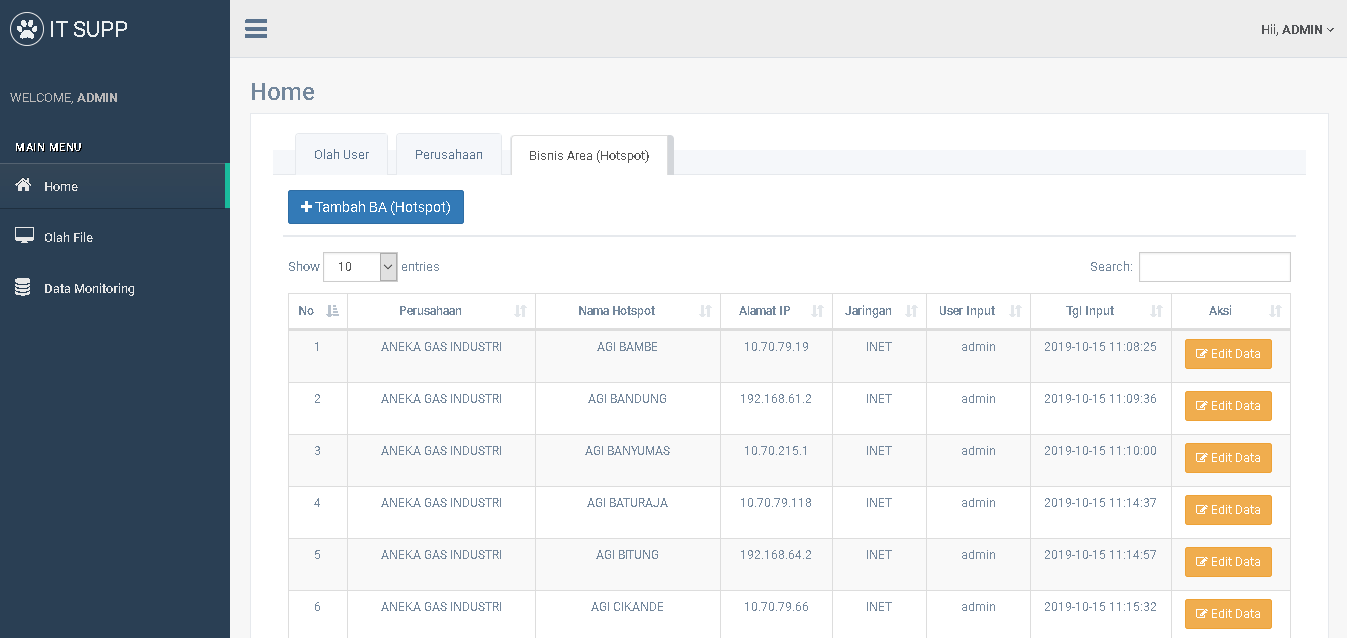 IT SUPP
Hii, ADMIN
WELCOME, ADMIN
MAIN MENU
Home
Olah File
Data Monitoring
Home
Olah User Perusahaan Bisnis Area (Hotspot)
Tambah BA (Hotspot)
Show 10 entries Search:
No Perusahaan Nama Hotspot Alamat IP Jaringan User Input Tgl Input Aksi
1 ANEKA GAS INDUSTRI AGI BAMBE 10.70.79.19 INET admin 2019-10-15 11:08:25 Edit Data
2 ANEKA GAS INDUSTRI AGI BANDUNG 192.168.61.2 INET admin 2019-10-15 11:09:36 Edit Data
3 ANEKA GAS INDUSTRI AGI BANYUMAS 10.70.215.1 INET admin 2019-10-15 11:10:00 Edit Data
4 ANEKA GAS INDUSTRI AGI BATURAJA 10.70.79.118 INET admin 2019-10-15 11:14:37 Edit Data
5 ANEKA GAS INDUSTRI AGI BITUNG 192.168.64.2 INET admin 2019-10-15 11:14:57 Edit Data
6 ANEKA GAS INDUSTRI AGI CIKANDE 10.70.79.66 INET admin 2019-10-15 11:15:32 Edit Data